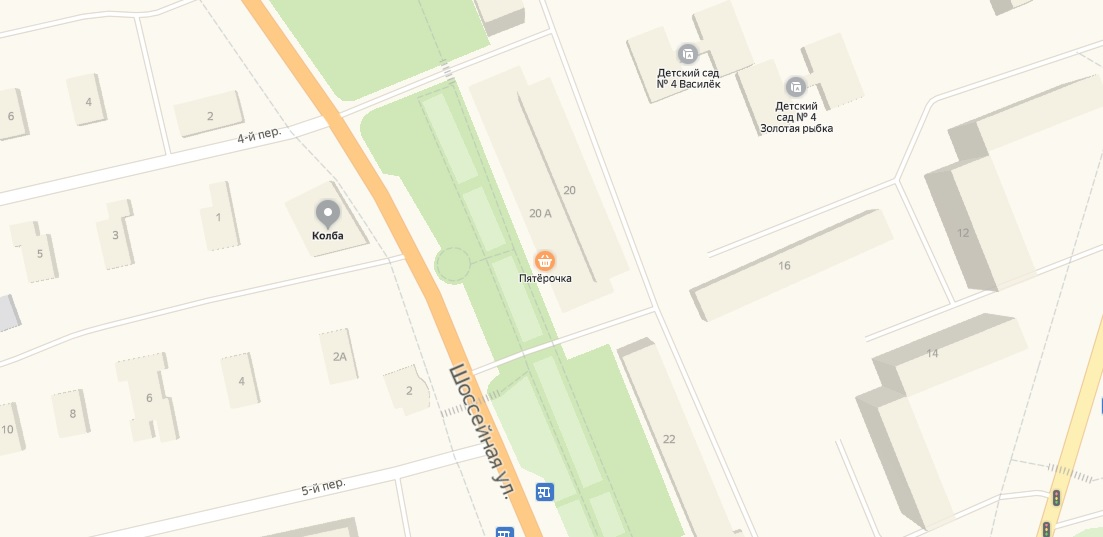 Детский сад
№ 4 Василёк
Детский
сад № 4
Золотая рыбка
6
4
2
4-й пер.
20
20 А
1
3
5
Колба
Пятёрочка
12
16
14
2А
2
4
6
8
10
Шоссейная ул.
22
5-й пер.